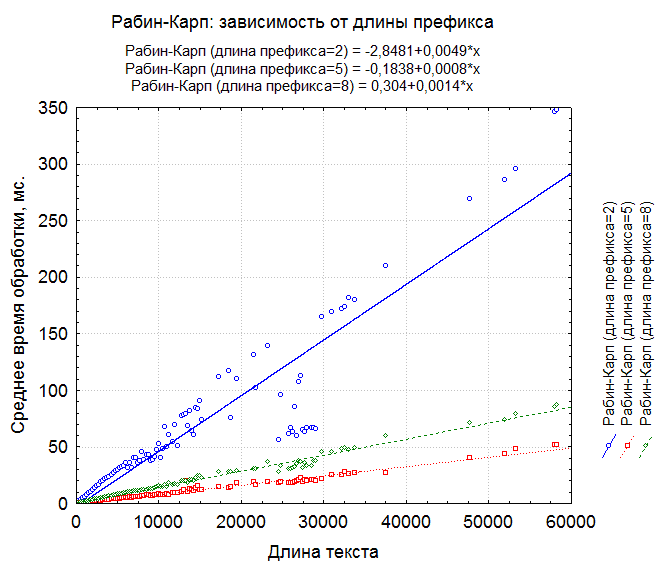 Рабин-Карп: зависимость от длины префикса
Рабин-Карп (длина префикса=2) = -2,8481+0,0049*x
Рабин-Карп (длина префикса=5) = -0,1838+0,0008*x
Рабин-Карп (длина префикса=8) = 0,304+0,0014*x
350
300
250
200
150
100
50
0
Среднее время обработки, мс.
0 10000 20000 30000 40000 50000 60000
Длина текста
Рабин-Карп (длина префикса=2)
Рабин-Карп (длина префикса=5)
Рабин-Карп (длина префикса=8)